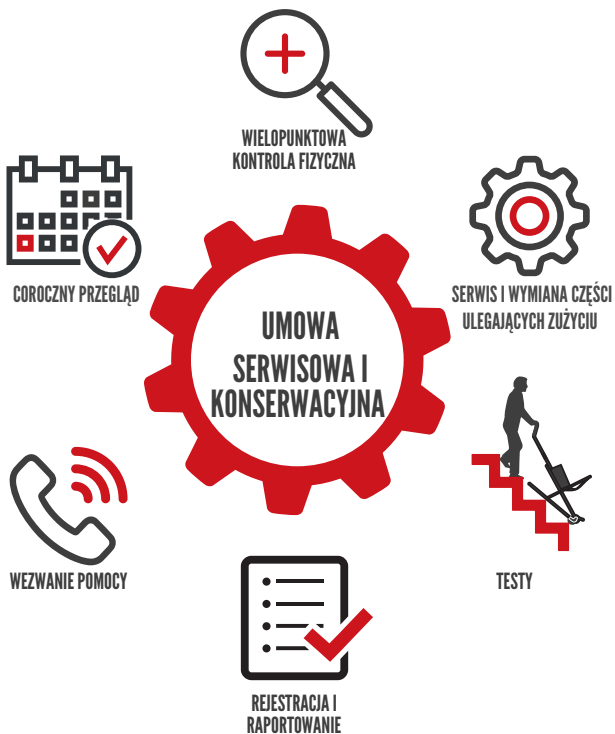 WIELOPUNKTOWA
KONTROLA FIZYCZNA
COROCZNY PRZEGLĄD
SERWIS I WYMIANA CZĘŚCI
ULEGAJĄCYCH ZUŻYCIU
UMOWA
SERWISOWA I
KONSERWACYJNA
WEZWANIE POMOCY
TESTY
REJESTRACJA I
RAPORTOWANIE